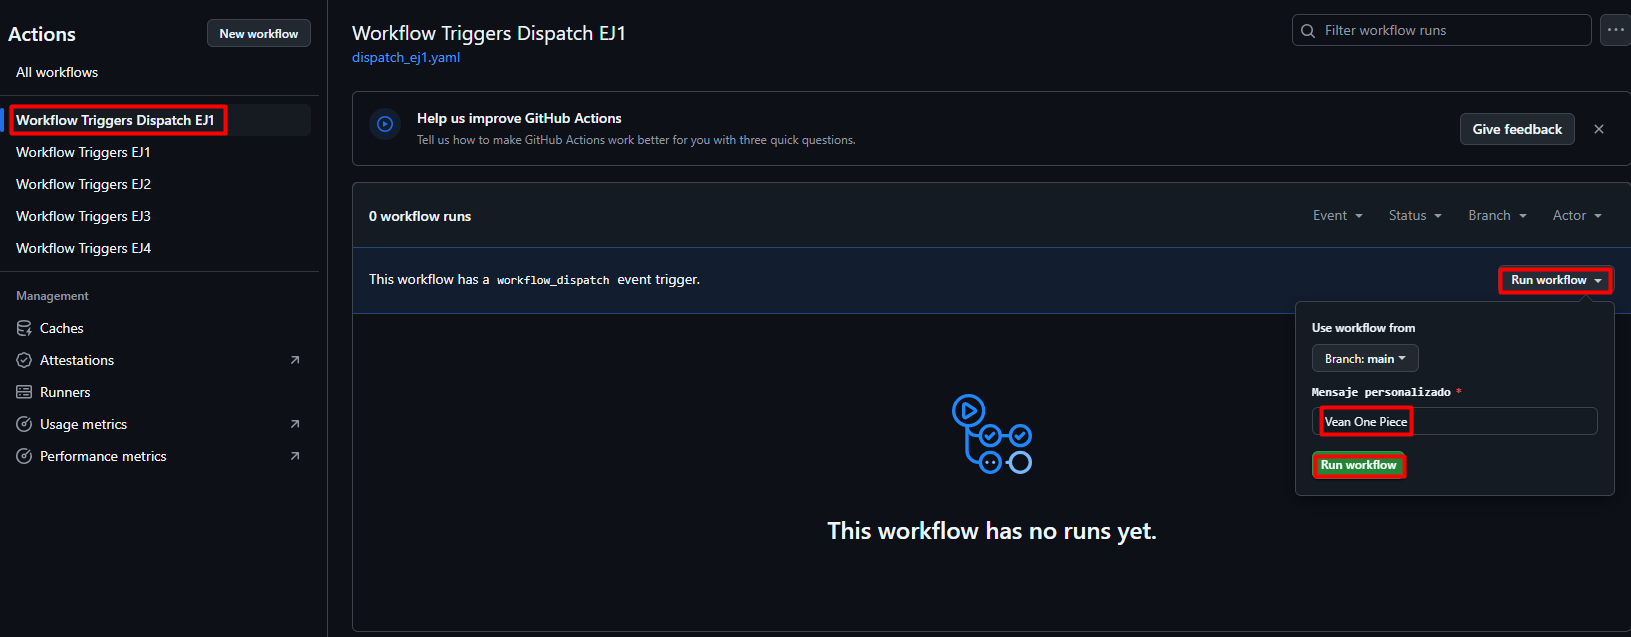 Actions
New workflow
All workflows
Workflow Triggers Dispatch EJ1
Workflow Triggers EJ1
Workflow Triggers EJ2
Workflow Triggers EJ3
Workflow Triggers EJ4
Management
Caches
Attestations
Runners
Usage metrics
Performance metrics
Workflow Triggers Dispatch EJ1
dispatch_ej1.yaml
Filter workflow runs
Help us improve GitHub Actions
Tell us how to make GitHub Actions work better for you with three quick questions.
Give feedback
0 workflow runs
Event Status Branch Actor
This workflow has a workflow_dispatch event trigger.
Run workflow
Use workflow from
Branch: main
Mensaje personalizado *
Vean One Piece
Run workflow
This workflow has no runs yet.